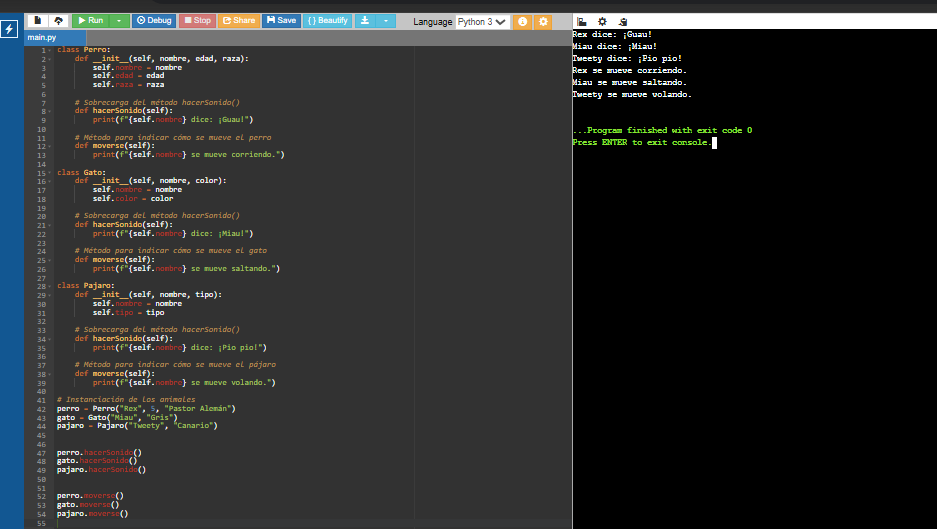 Run Debug Stop Share Save { } Beautify Language Python 3
main.py
1 class Perro:
2 def __init__(self, nombre, edad, raza):
3 self.nombre = nombre
4 self.edad = edad
5 self.raza = raza
6
7 # Sobrecarga del método hacerSonido()
8 def hacerSonido(self):
9 print(f"{self.nombre} dice: ¡Guau!")
10
11 # Método para indicar cómo se mueve el perro
12 def moverse(self):
13 print(f"{self.nombre} se mueve corriendo.")
14
15 class Gato:
16 def __init__(self, nombre, color):
17 self.nombre = nombre
18 self.color = color
19
20 # Sobrecarga del método hacerSonido()
21 def hacerSonido(self):
22 print(f"{self.nombre} dice: ¡Miau!")
23
24 # Método para indicar cómo se mueve el gato
25 def moverse(self):
26 print(f"{self.nombre} se mueve saltando.")
27
28 class Pajaro:
29 def __init__(self, nombre, tipo):
30 self.nombre = nombre
31 self.tipo = tipo
32
33 # Sobrecarga del método hacerSonido()
34 def hacerSonido(self):
35 print(f"{self.nombre} dice: ¡Pio pio!")
36
37 # Método para indicar cómo se mueve el pájaro
38 def moverse(self):
39 print(f"{self.nombre} se mueve volando.")
40
41 # Instanciación de los animales
42 perro = Perro("Rex", 5, "Pastor Alemán")
43 gato = Gato("Miau", "Gris")
44 pajaro = Pajaro("Tweety", "Canario")
45
46
47 perro.hacerSonido()
48 gato.hacerSonido()
49 pajaro.hacerSonido()
50
51
52 perro.moverse()
53 gato.moverse()
54 pajaro.moverse()
55
Rex dice: ¡Guau!
Miau dice: ¡Miau!
Tweety dice: ¡Pio pio!
Rex se mueve corriendo.
Miau se mueve saltando.
Tweety se mueve volando.
...Program finished with exit code 0
Press ENTER to exit console.